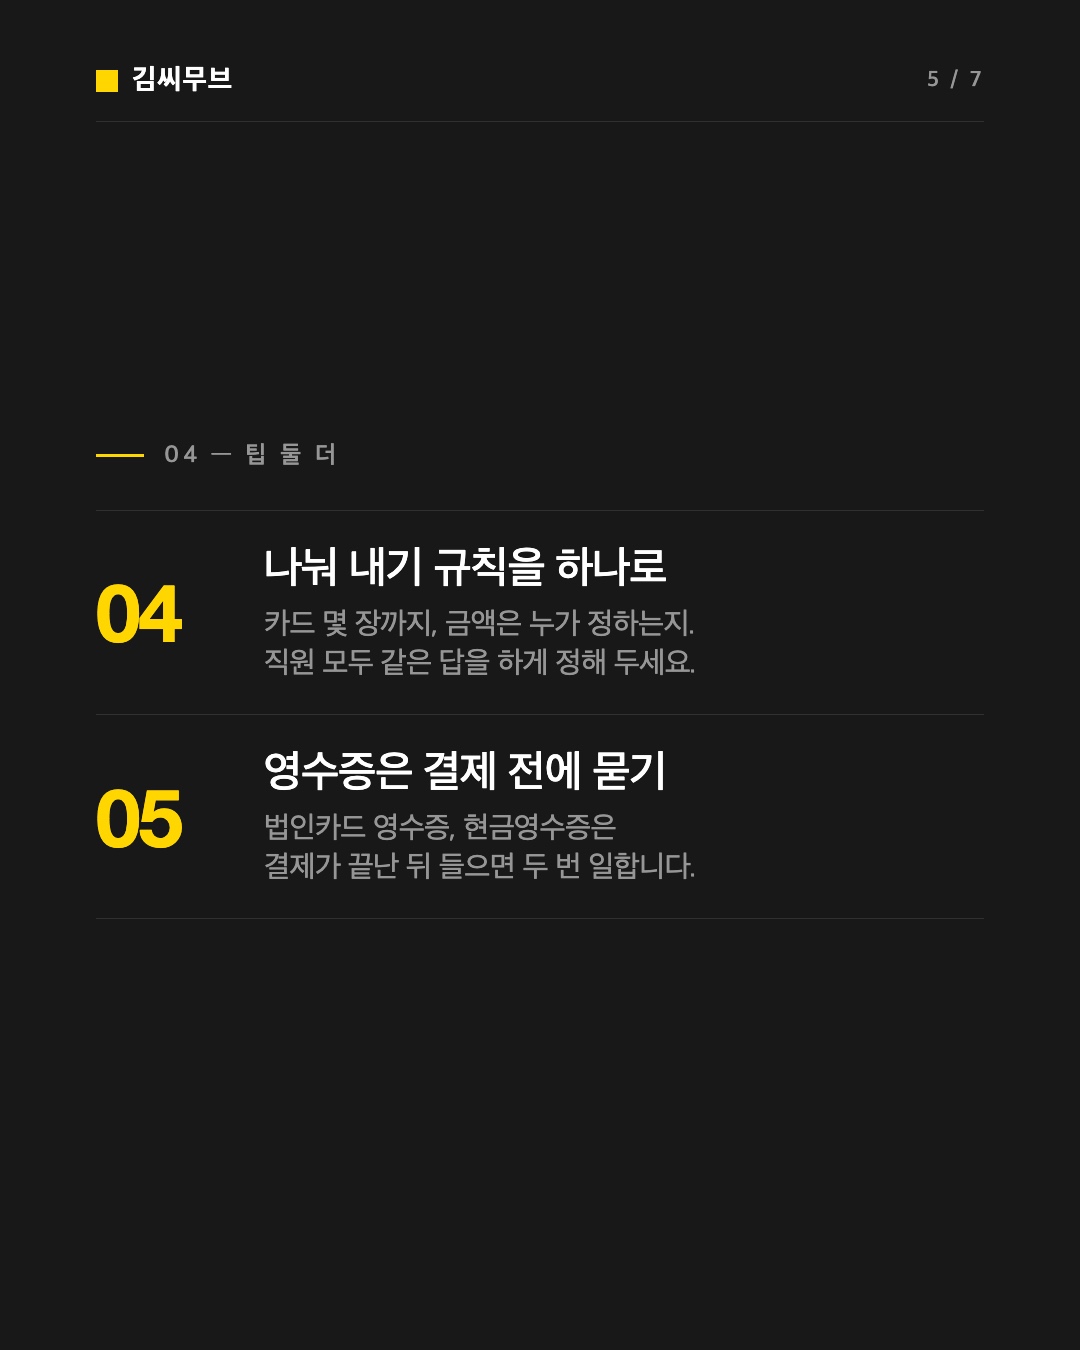 김씨무브
5 / 7
04 — 팁 둘 더
04
나눠 내기 규칙을 하나로
카드 몇 장까지, 금액은 누가 정하는지.
직원 모두 같은 답을 하게 정해 두세요.
05
영수증은 결제 전에 묻기
법인카드 영수증, 현금영수증은
결제가 끝난 뒤 들으면 두 번 일합니다.